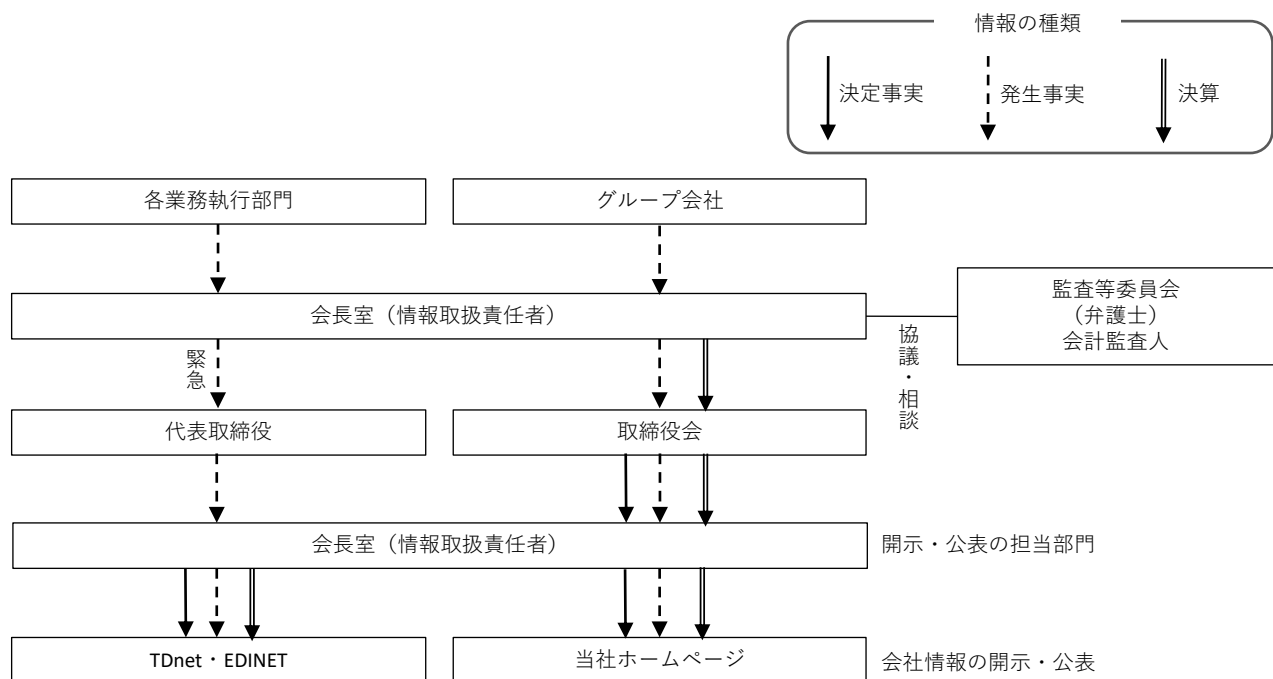 情報の種類
決定事実
発生事実
決算
各業務執行部門
グループ会社
会長室（情報取扱責任者）
監査等委員会
（弁護士）
会計監査人
協議・相談
緊急
代表取締役
取締役会
会長室（情報取扱責任者）
開示・公表の担当部門
TDnet・EDINET
当社ホームページ
会社情報の開示・公表